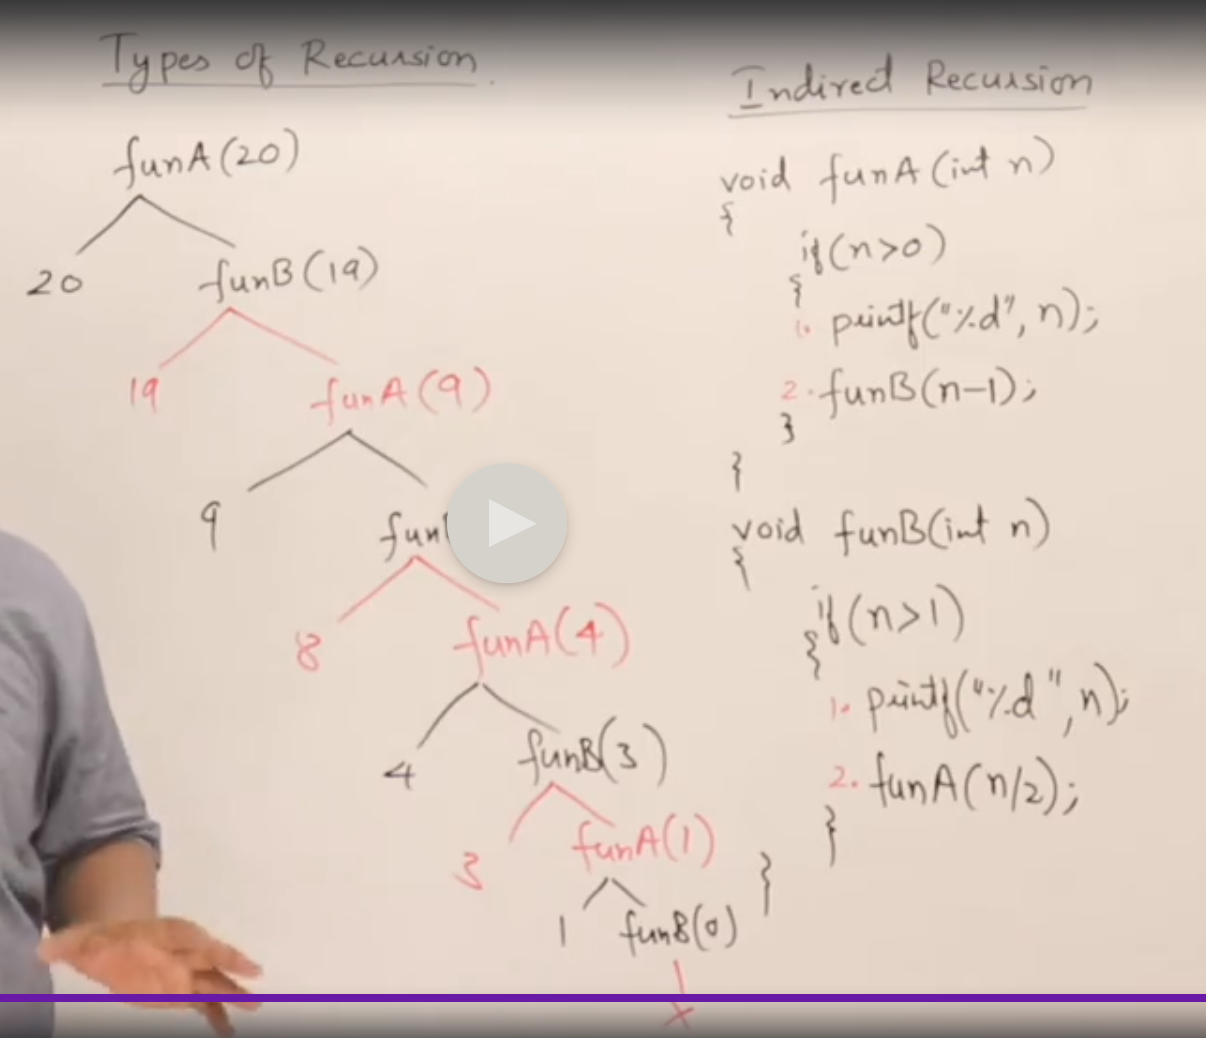 Types of Recursion
funA(20)
20 funB(19)
19 funA(9)
9
8 funA(4)
4 funB(3)
3 funA(1)
1 funB(0)
x
Indirect Recursion
void funA(int n)
{
if(n>0)
{
1. printf("%d", n);
2. funB(n-1);
}
}
void funB(int n)
{
if(n>1)
{
1. printf("%d", n);
2. funA(n/2);
}
}